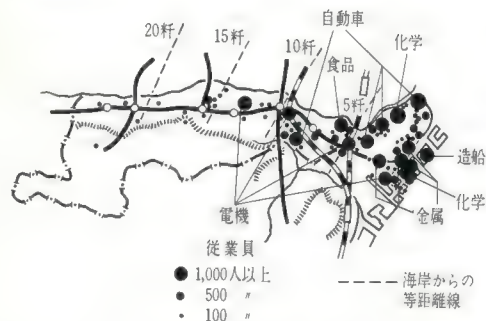 自動車
20粁
15粁
10粁
化学
食品
5粁
造船
電機
金属
化学
従業員
1,000人以上
500 〃
100 〃
海岸からの
等距離線